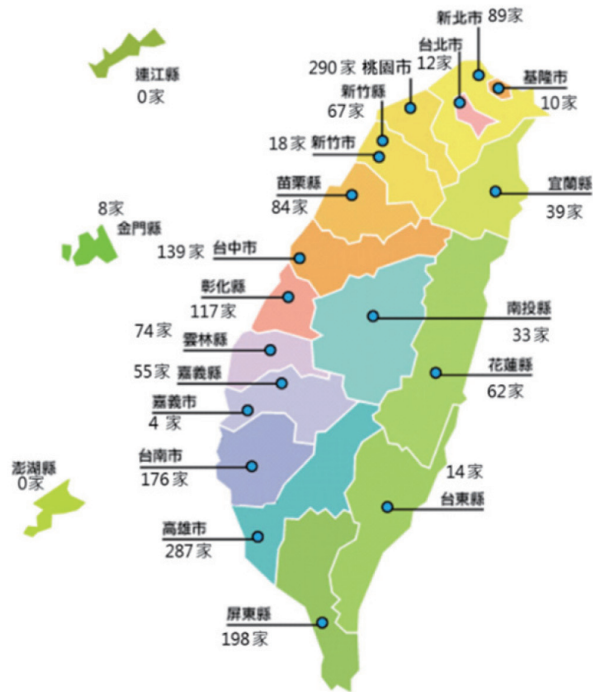 新北市 89家
台北市
12家
基隆市
10家
連江縣
0家
290家 桃園市
新竹縣
67家
18家 新竹市
苗栗縣
84家
宜蘭縣
39家
8家
金門縣
139家 台中市
彰化縣
117家
南投縣
33家
74家
雲林縣
花蓮縣
62家
55家 嘉義縣
嘉義市
4 家
台南市
176家
澎湖縣
0家
14家
台東縣
高雄市
287家
屏東縣
198家